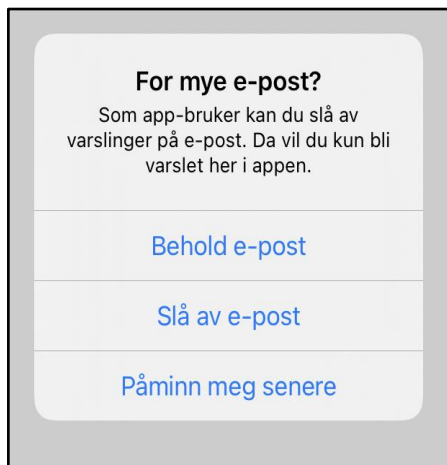 For mye e-post?
Som app-bruker kan du slå av
varslinger på e-post. Da vil du kun bli
varslet her i appen.
Behold e-post
Slå av e-post
Påminn meg senere